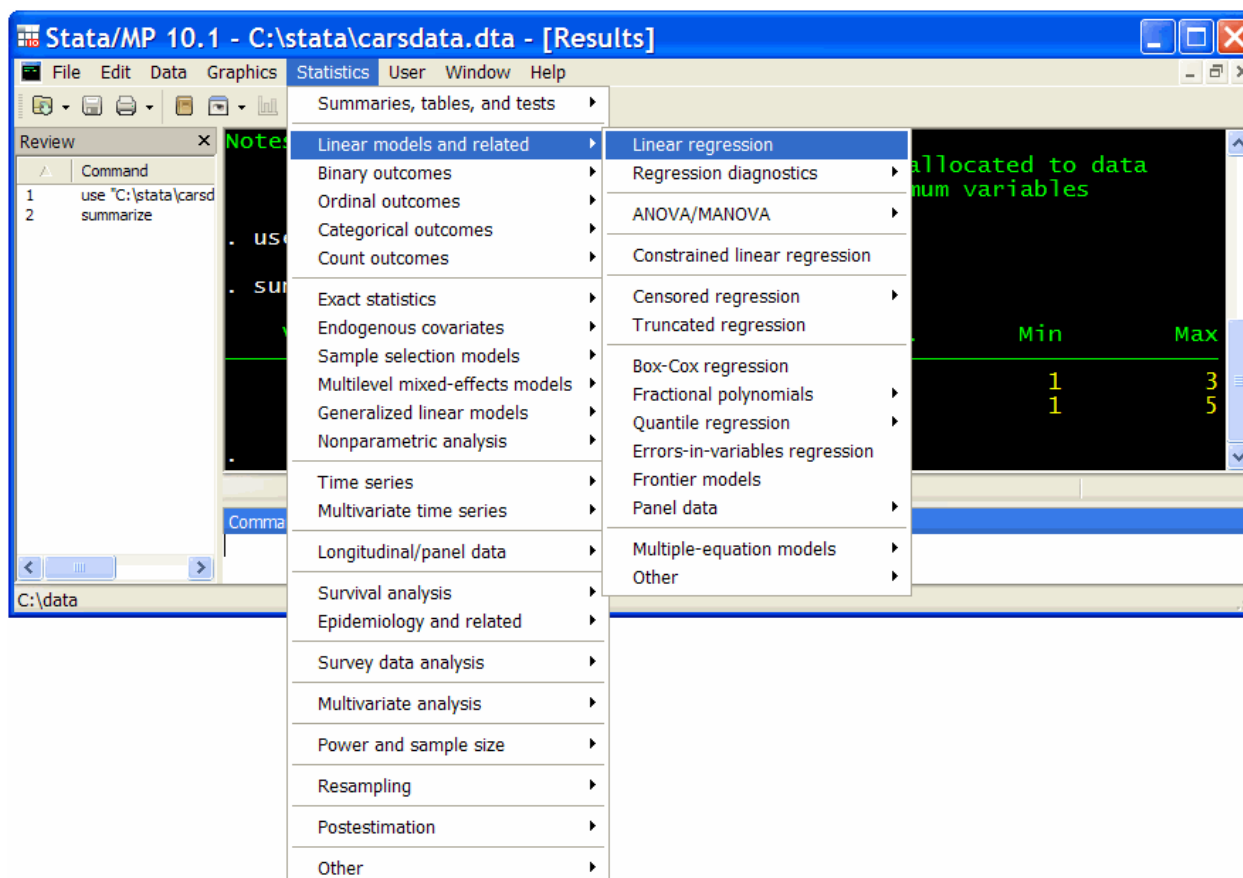 Stata/MP 10.1 - C:\stata\carsdata.dta - [Results]
File Edit Data Graphics Statistics User Window Help
Review
Command
1 use "C:\stata\carsd
2 summarize
Notes
allocated to data
mum variables
. use
. sum
Min Max
1 3
1 5
.
Comma
C:\data
Summaries, tables, and tests
Linear models and related
Binary outcomes
Ordinal outcomes
Categorical outcomes
Count outcomes
Exact statistics
Endogenous covariates
Sample selection models
Multilevel mixed-effects models
Generalized linear models
Nonparametric analysis
Time series
Multivariate time series
Longitudinal/panel data
Survival analysis
Epidemiology and related
Survey data analysis
Multivariate analysis
Power and sample size
Resampling
Postestimation
Other
Linear regression
Regression diagnostics
ANOVA/MANOVA
Constrained linear regression
Censored regression
Truncated regression
Box-Cox regression
Fractional polynomials
Quantile regression
Errors-in-variables regression
Frontier models
Panel data
Multiple-equation models
Other